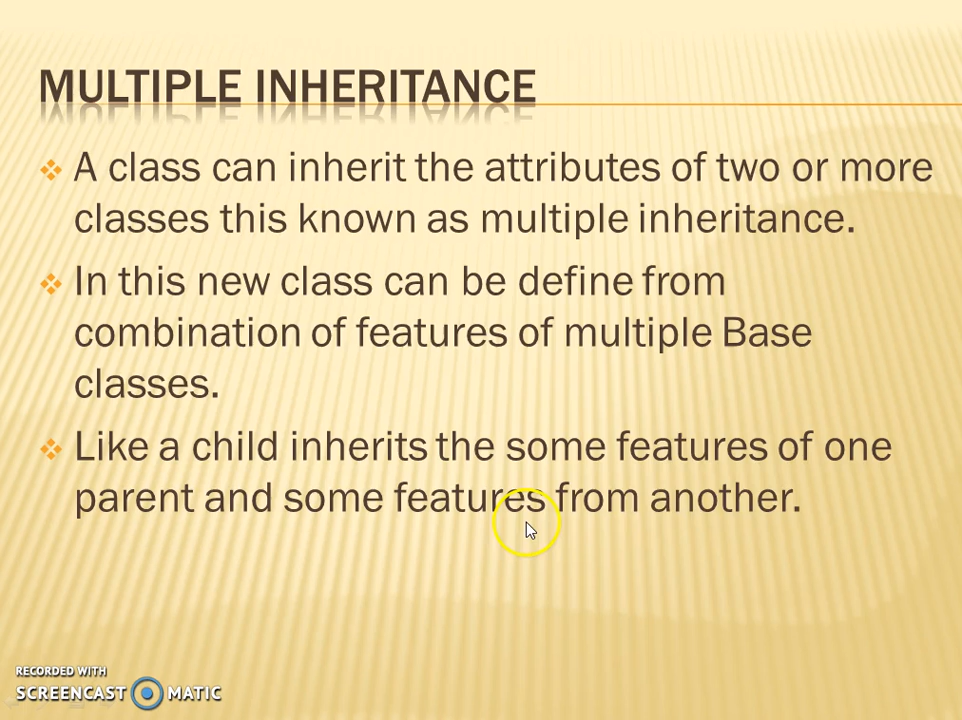 MULTIPLE INHERITANCE
A class can inherit the attributes of two or more
classes this known as multiple inheritance.
In this new class can be define from
combination of features of multiple Base
classes.
Like a child inherits the some features of one
parent and some features from another.
RECORDED WITH
SCREENCAST MATIC